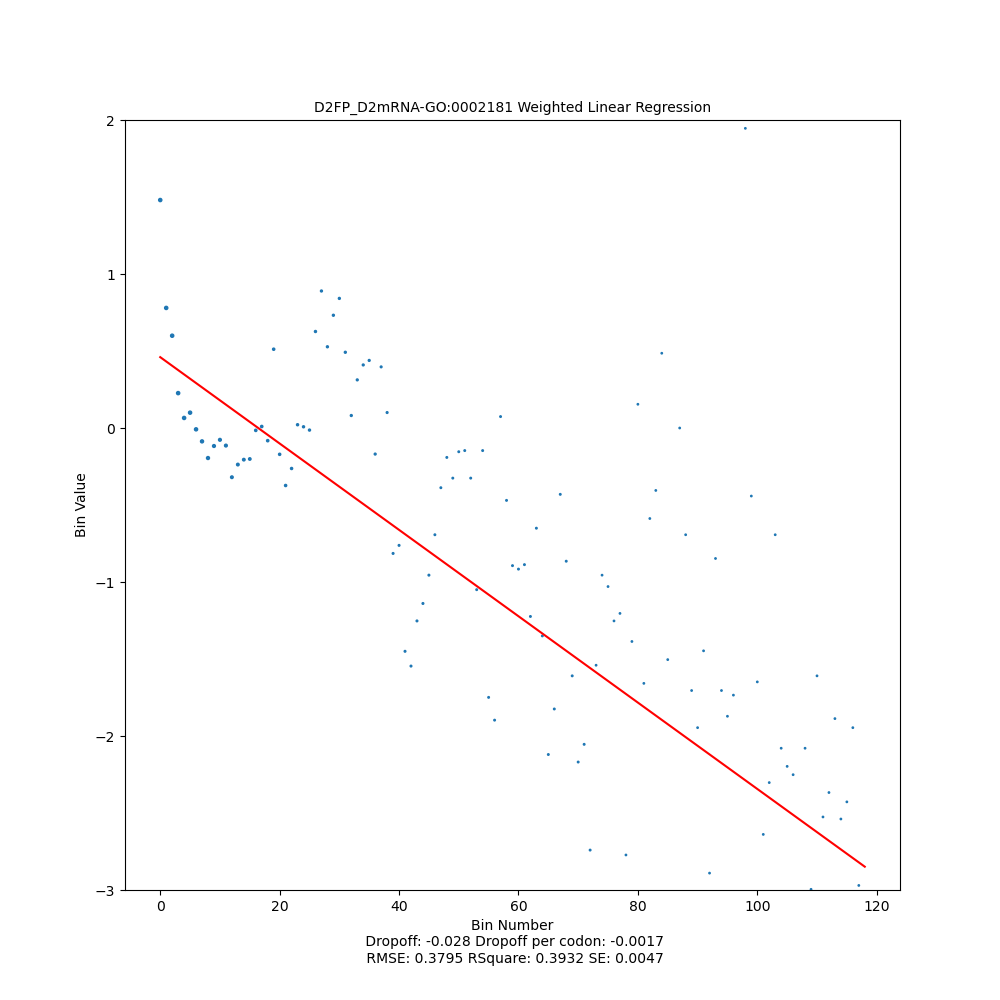 D2FP_D2mRNA-GO:0002181 Weighted Linear Regression
2
1
0
−1
−2
−3
Bin Value
0 20 40 60 80 100 120
Bin Number
Dropoff: -0.028 Dropoff per codon: -0.0017
RMSE: 0.3795 RSquare: 0.3932 SE: 0.0047